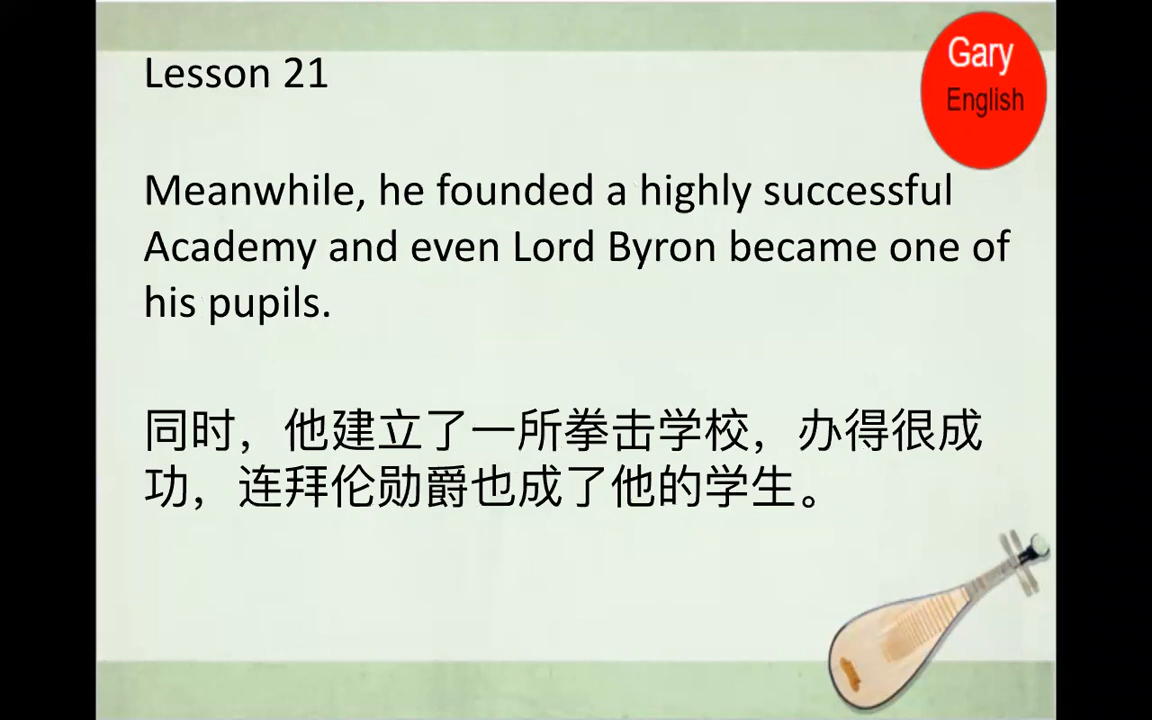 Lesson 21
Gary
English
Meanwhile, he founded a highly successful
Academy and even Lord Byron became one of
his pupils.
同时，他建立了一所拳击学校，办得很成
功，连拜伦勋爵也成了他的学生。